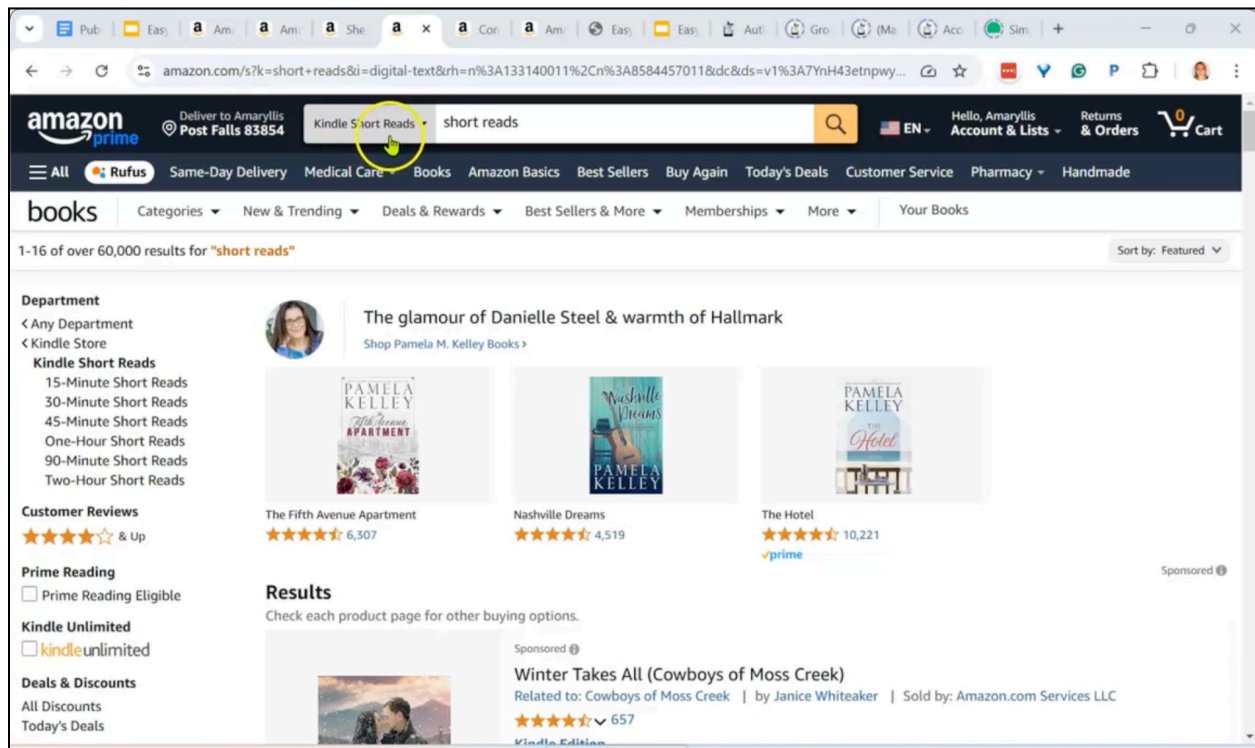 Pub
Eas
Am
Am
She
Con
Am
Eas
Eas
Auti
Gro
(Ma
Acc
Sim
amazon.com/s?k=short+reads&i=digital-text&rh=n%3A133140011%2Cn%3A8584457011&dc&ds=v1%3A7YnH43etnpwy...
amazon prime
Deliver to Amaryllis
Post Falls 83854
Kindle Short Reads
short reads
EN
Hello, Amaryllis
Account & Lists
Returns
& Orders
0
Cart
All
Rufus
Same-Day Delivery
Medical Care
Books
Amazon Basics
Best Sellers
Buy Again
Today's Deals
Customer Service
Pharmacy
Handmade
books
Categories
New & Trending
Deals & Rewards
Best Sellers & More
Memberships
More
Your Books
1-16 of over 60,000 results for "short reads"
Sort by: Featured
Department
Any Department
Kindle Store
Kindle Short Reads
15-Minute Short Reads
30-Minute Short Reads
45-Minute Short Reads
One-Hour Short Reads
90-Minute Short Reads
Two-Hour Short Reads
Customer Reviews
& Up
Prime Reading
Prime Reading Eligible
Kindle Unlimited
kindleunlimited
Deals & Discounts
All Discounts
Today's Deals
The glamour of Danielle Steel & warmth of Hallmark
Shop Pamela M. Kelley Books
PAMELA
KELLEY
Fifth Avenue
APARTMENT
Nashville
Dreams
PAMELA
KELLEY
PAMELA
KELLEY
THE
Hotel
The Fifth Avenue Apartment
6,307
Nashville Dreams
4,519
The Hotel
10,221
prime
Sponsored
Results
Check each product page for other buying options.
Sponsored
Winter Takes All (Cowboys of Moss Creek)
Related to: Cowboys of Moss Creek | by Janice Whiteaker | Sold by: Amazon.com Services LLC
657
Kindle Edition